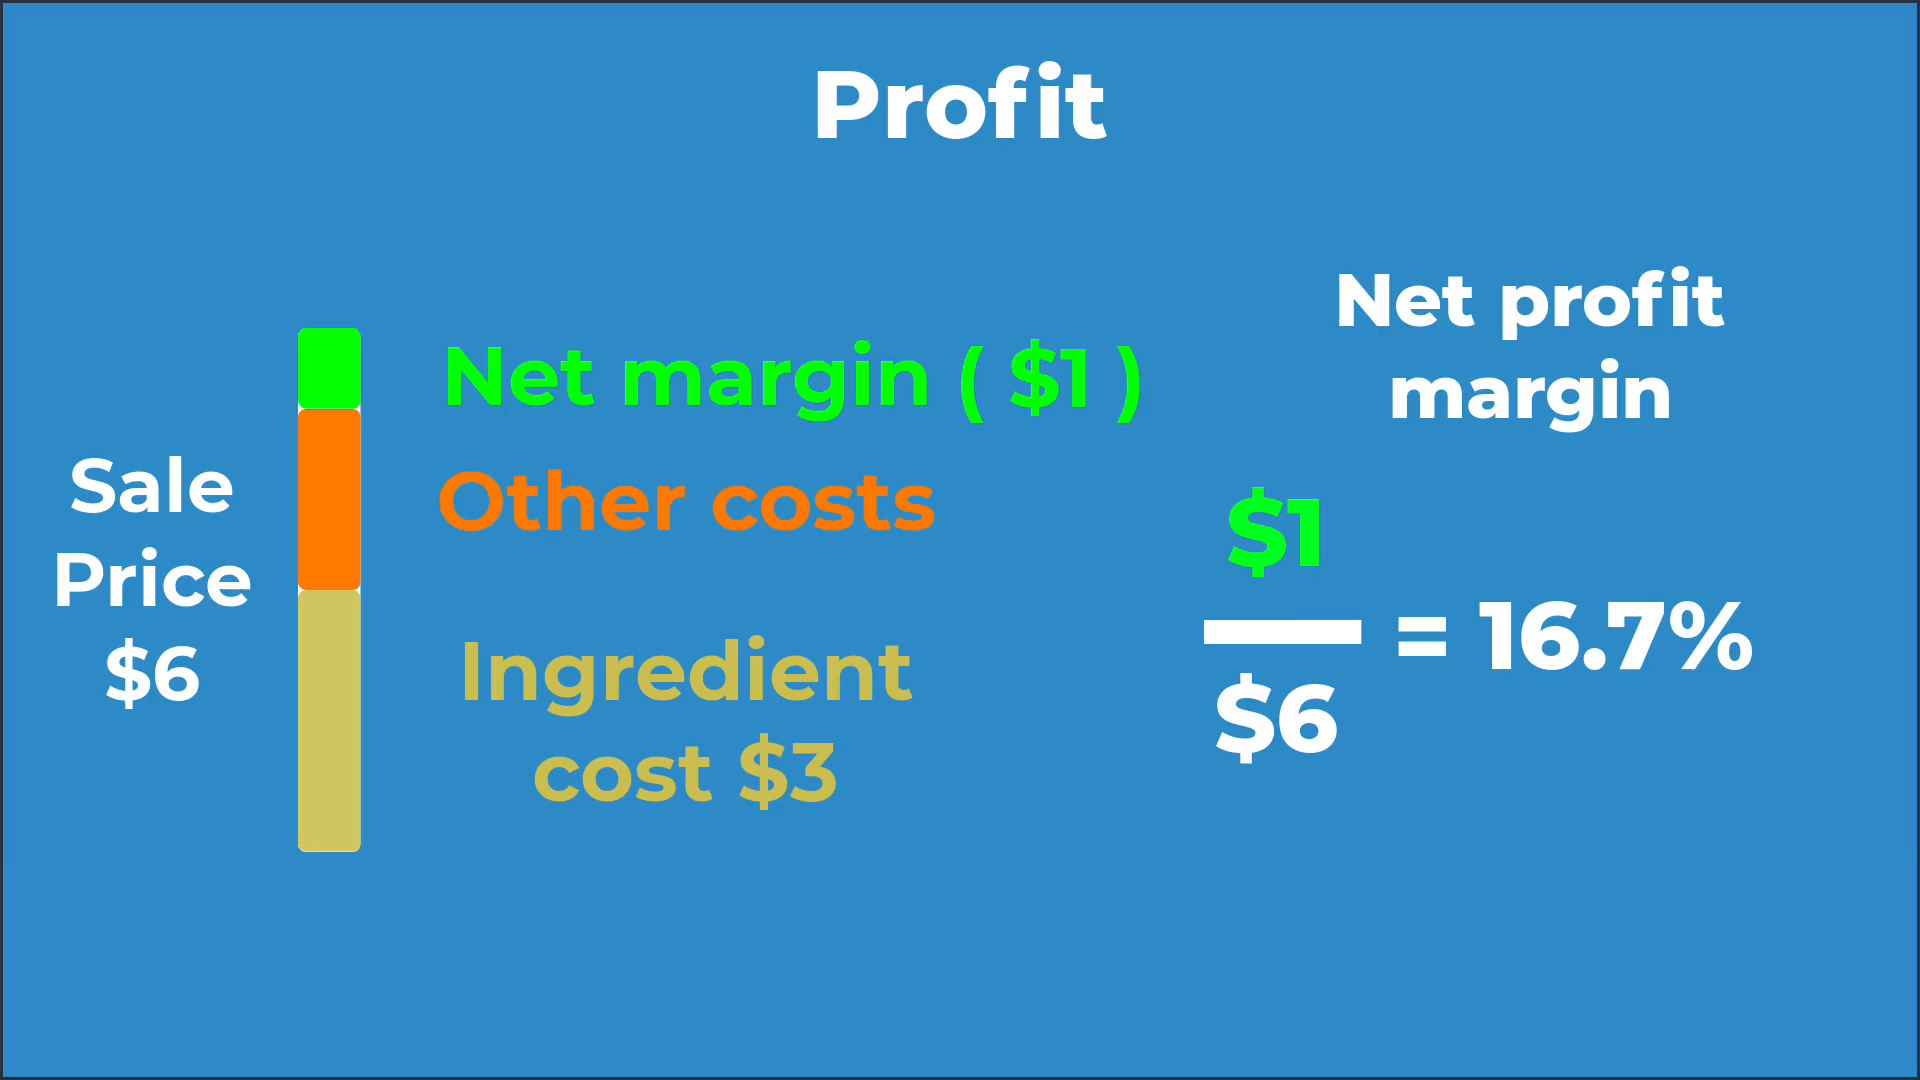 Profit
Sale
Price
$6
Net margin ( $1 )
Other costs
Ingredient
cost $3
Net profit
margin
$1
$6
= 16.7%